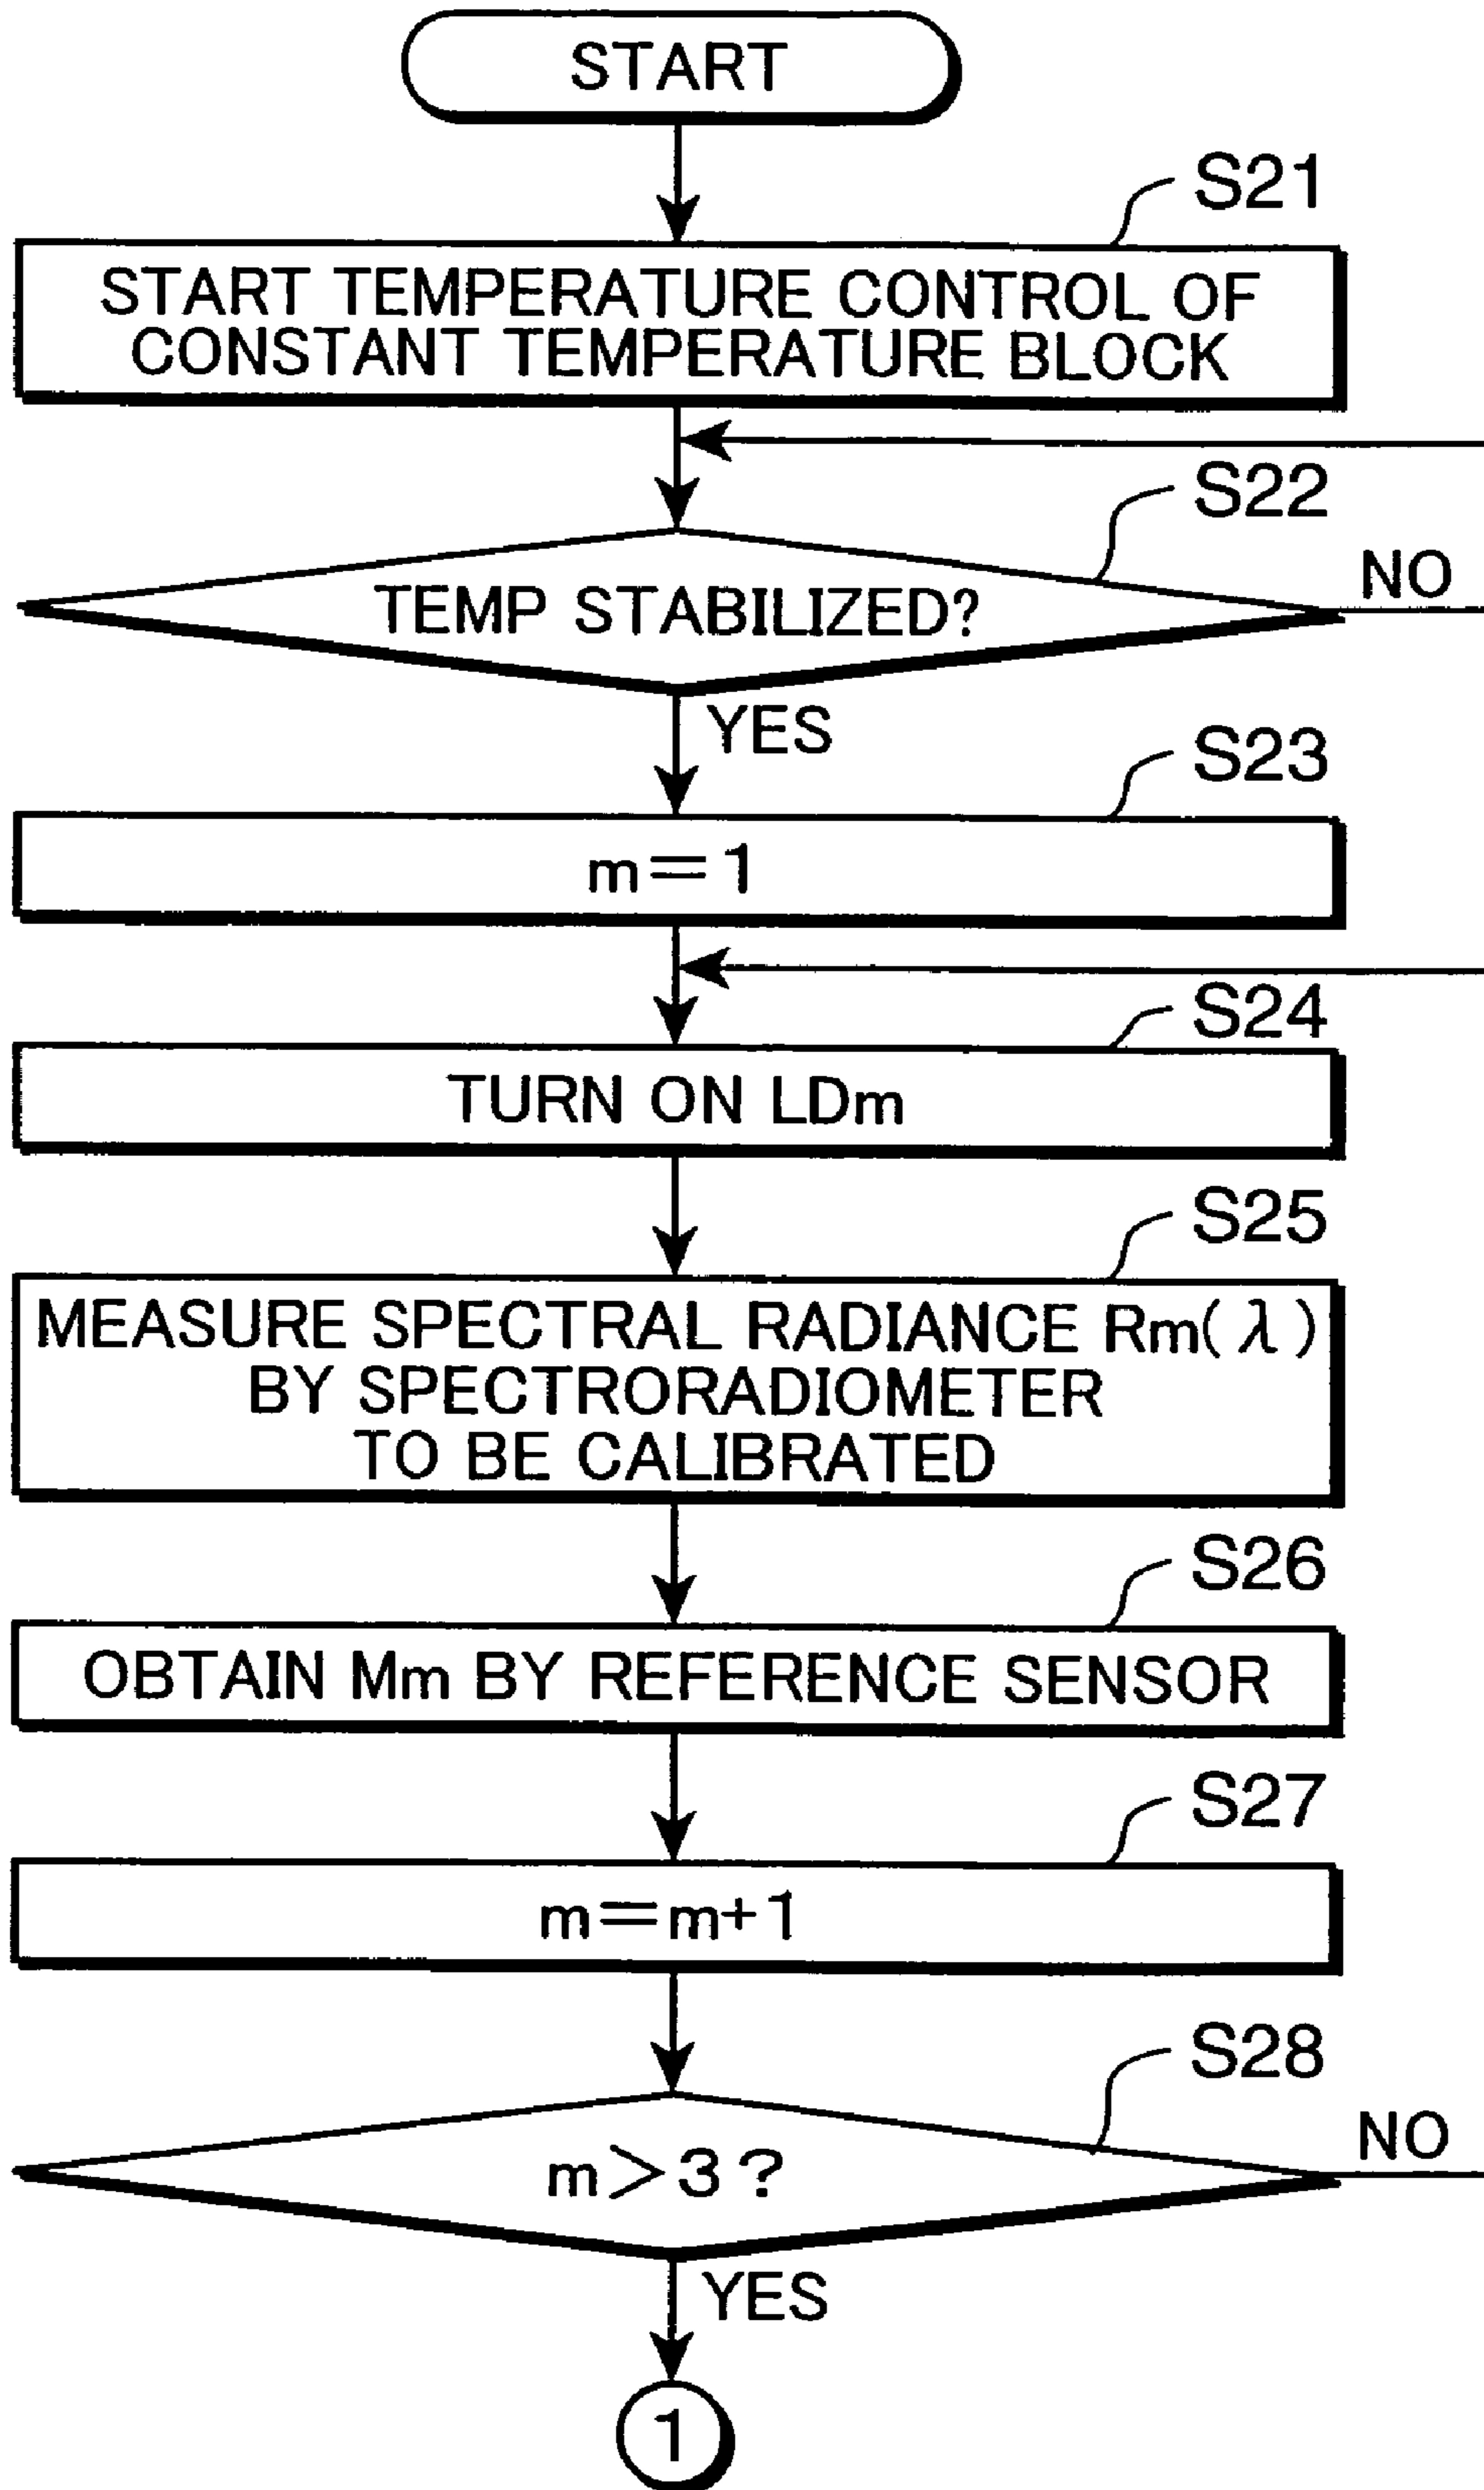 START
S21
START TEMPERATURE CONTROL OF
CONSTANT TEMPERATURE BLOCK
S22
TEMP STABILIZED?
NO
YES
S23
m=1
S24
TURN ON LDm
S25
MEASURE SPECTRAL RADIANCE Rm(λ)
BY SPECTRORADIOMETER
TO BE CALIBRATED
S26
OBTAIN Mm BY REFERENCE SENSOR
S27
m=m+1
S28
m>3?
NO
YES
1